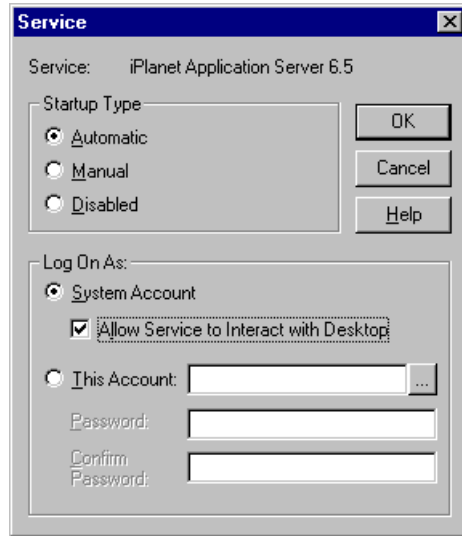 Service
Service: iPlanet Application Server 6.5
Startup Type
Automatic
Manual
Disabled
OK
Cancel
Help
Log On As:
System Account
Allow Service to Interact with Desktop
This Account:
...
Password:
Confirm
Password: